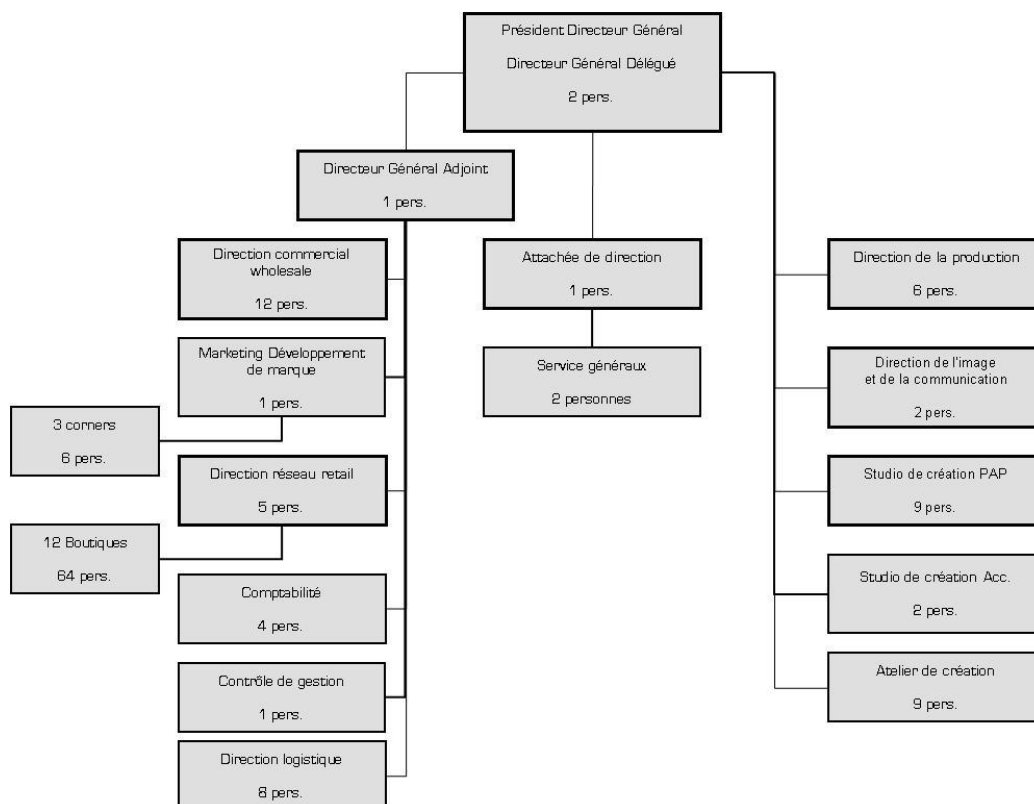 Président Directeur Général
Directeur Général Délégué
2 pers.
Directeur Général Adjoint
1 pers.
Direction commercial
wholesale
12 pers.
Attachée de direction
1 pers.
Direction de la production
6 pers.
Marketing Développement
de marque
1 pers.
Service généraux
2 personnes
Direction de l'image
et de la communication
2 pers.
3 corners
6 pers.
Direction réseau retail
5 pers.
Studio de création PAP
9 pers.
12 Boutiques
64 pers.
Comptabilité
4 pers.
Studio de création Acc.
2 pers.
Contrôle de gestion
1 pers.
Atelier de création
9 pers.
Direction logistique
8 pers.